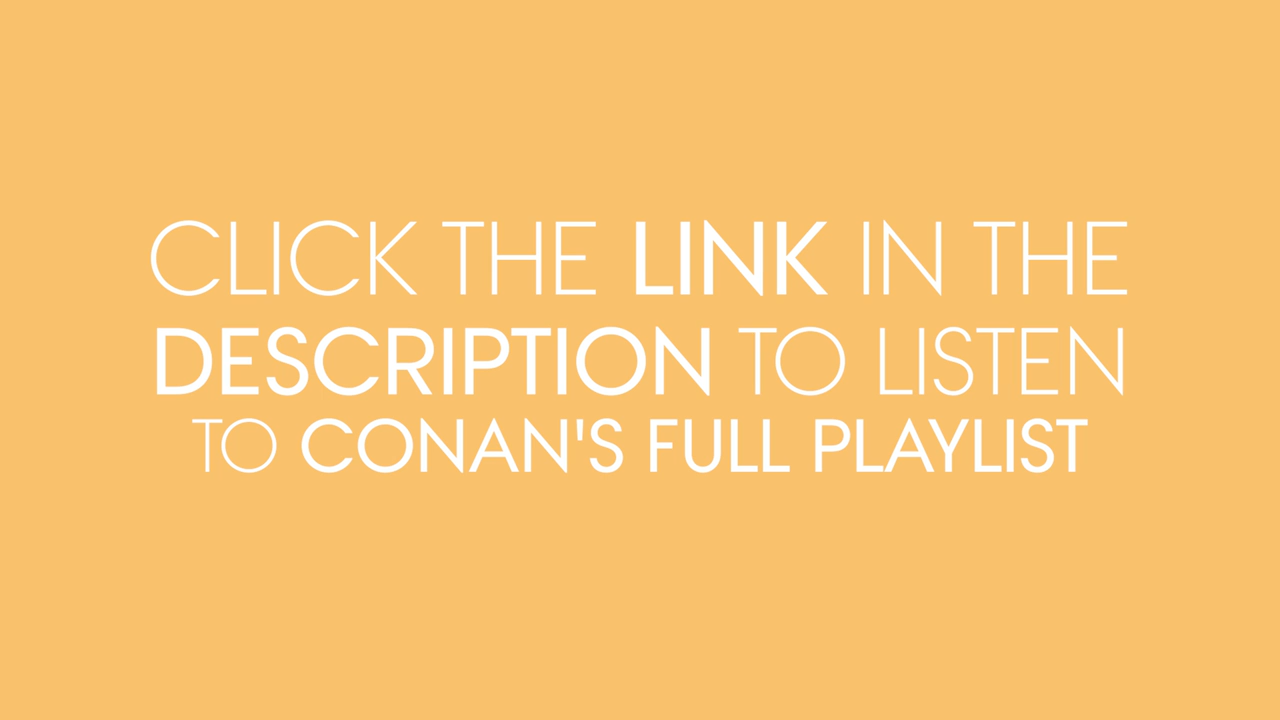 CLICK THE LINK IN THE
DESCRIPTION TO LISTEN
TO CONAN'S FULL PLAYLIST